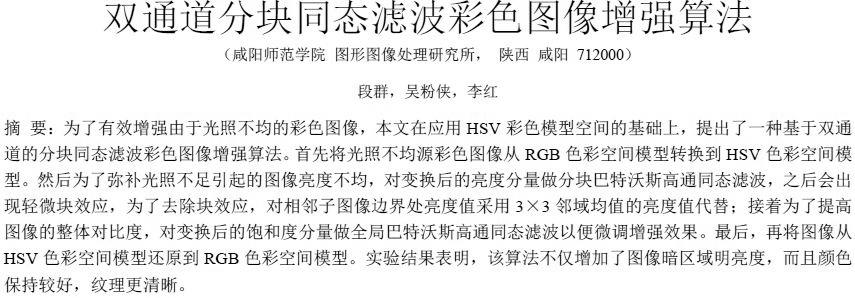 双通道分块同态滤波彩色图像增强算法
（咸阳师范学院 图形图像处理研究所， 陕西 咸阳 712000）
段群，吴粉侠，李红
摘 要：为了有效增强由于光照不均的彩色图像，本文在应用 HSV 彩色模型空间的基础上，提出了一种基于双通
道的分块同态滤波彩色图像增强算法。首先将光照不均源彩色图像从 RGB 色彩空间模型转换到 HSV 色彩空间模
型。然后为了弥补光照不足引起的图像亮度不均，对变换后的亮度分量做分块巴特沃斯高通同态滤波，之后会出
现轻微块效应，为了去除块效应，对相邻子图像边界处亮度值采用 3×3 邻域均值的亮度值代替；接着为了提高
图像的整体对比度，对变换后的饱和度分量做全局巴特沃斯高通同态滤波以便微调增强效果。最后，再将图像从
HSV 色彩空间模型还原到 RGB 色彩空间模型。实验结果表明，该算法不仅增加了图像暗区域明亮度，而且颜色
保持较好，纹理更清晰。